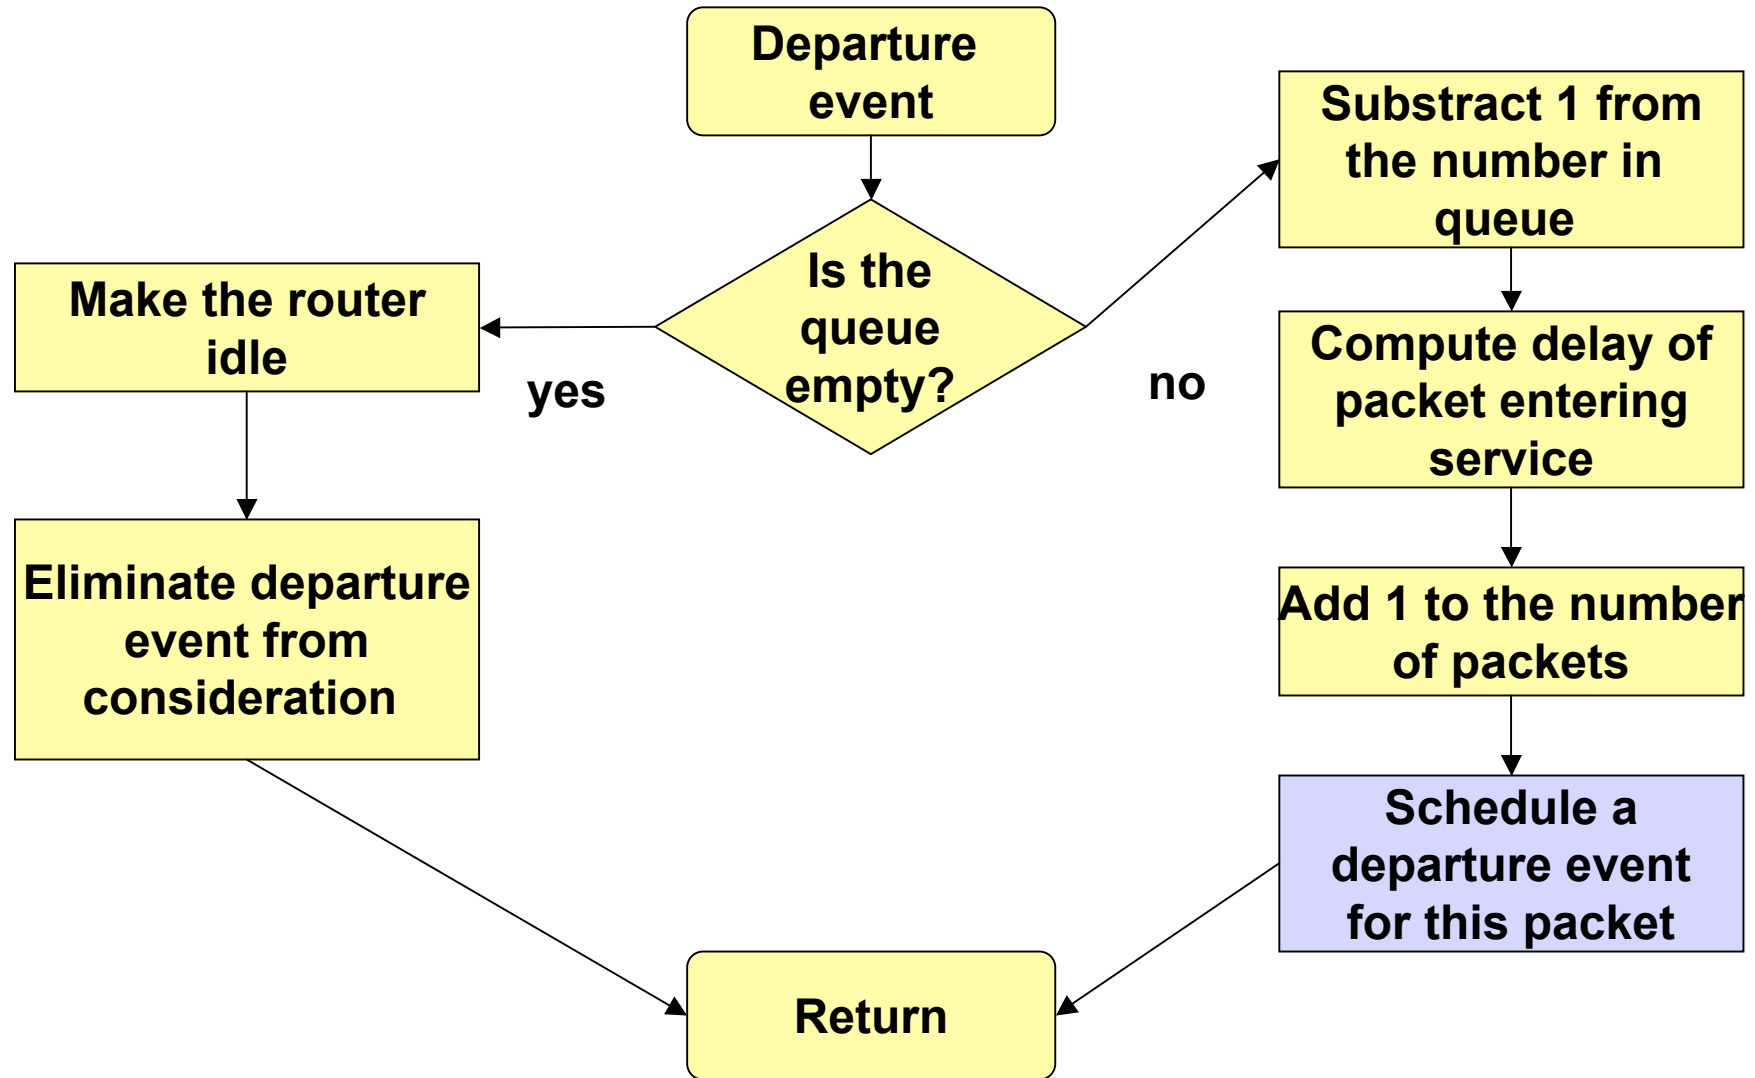 Departure
event
Is the
queue
empty?
yes
Make the router
idle
Eliminate departure
event from
consideration
no
Substract 1 from
the number in
queue
Compute delay of
packet entering
service
Add 1 to the number
of packets
Schedule a
departure event
for this packet
Return